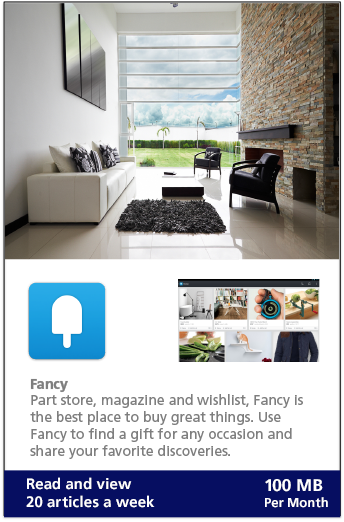 Fancy
Part store, magazine and wishlist, Fancy is
the best place to buy great things. Use
Fancy to find a gift for any occasion and
share your favorite discoveries.
Read and view
20 articles a week
100 MB
Per Month